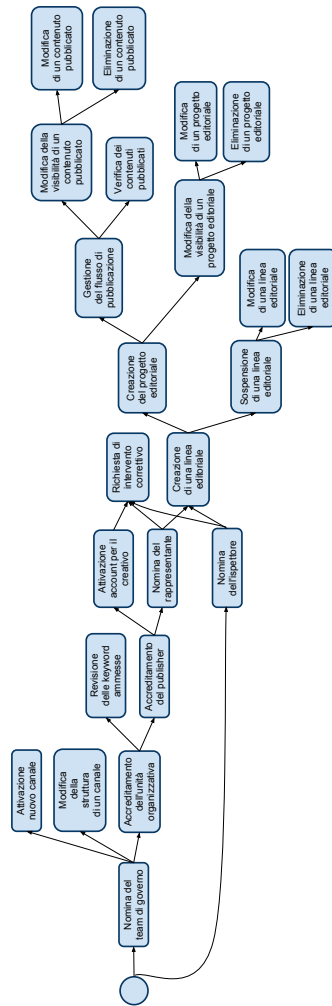 Nomina del
team di governo
Attivazione
nuovo canale
Modifica
della
struttura
di un canale
Accreditamento
dell'unità
organizzativa
Revisione
delle keyword
ammesse
Accreditamento
del publisher
Attivazione
account per il
creativo
Nomina del
rappresentante
Nomina
dell'ispettore
Richiesta di
intervento
correttivo
Creazione
di una linea
editoriale
Creazione
del progetto
editoriale
Sospensione
di una linea
editoriale
Gestione
del flusso di
pubblicazione
Modifica della
visibilità di un
progetto editoriale
Modifica
di una linea
editoriale
Eliminazione
di una linea
editoriale
Modifica della
visibilità di un
contenuto
pubblicato
Verifica dei
contenuti
pubblicati
Modifica
di un progetto
editoriale
Eliminazione
di un progetto
editoriale
Modifica
di un contenuto
pubblicato
Eliminazione
di un contenuto
pubblicato